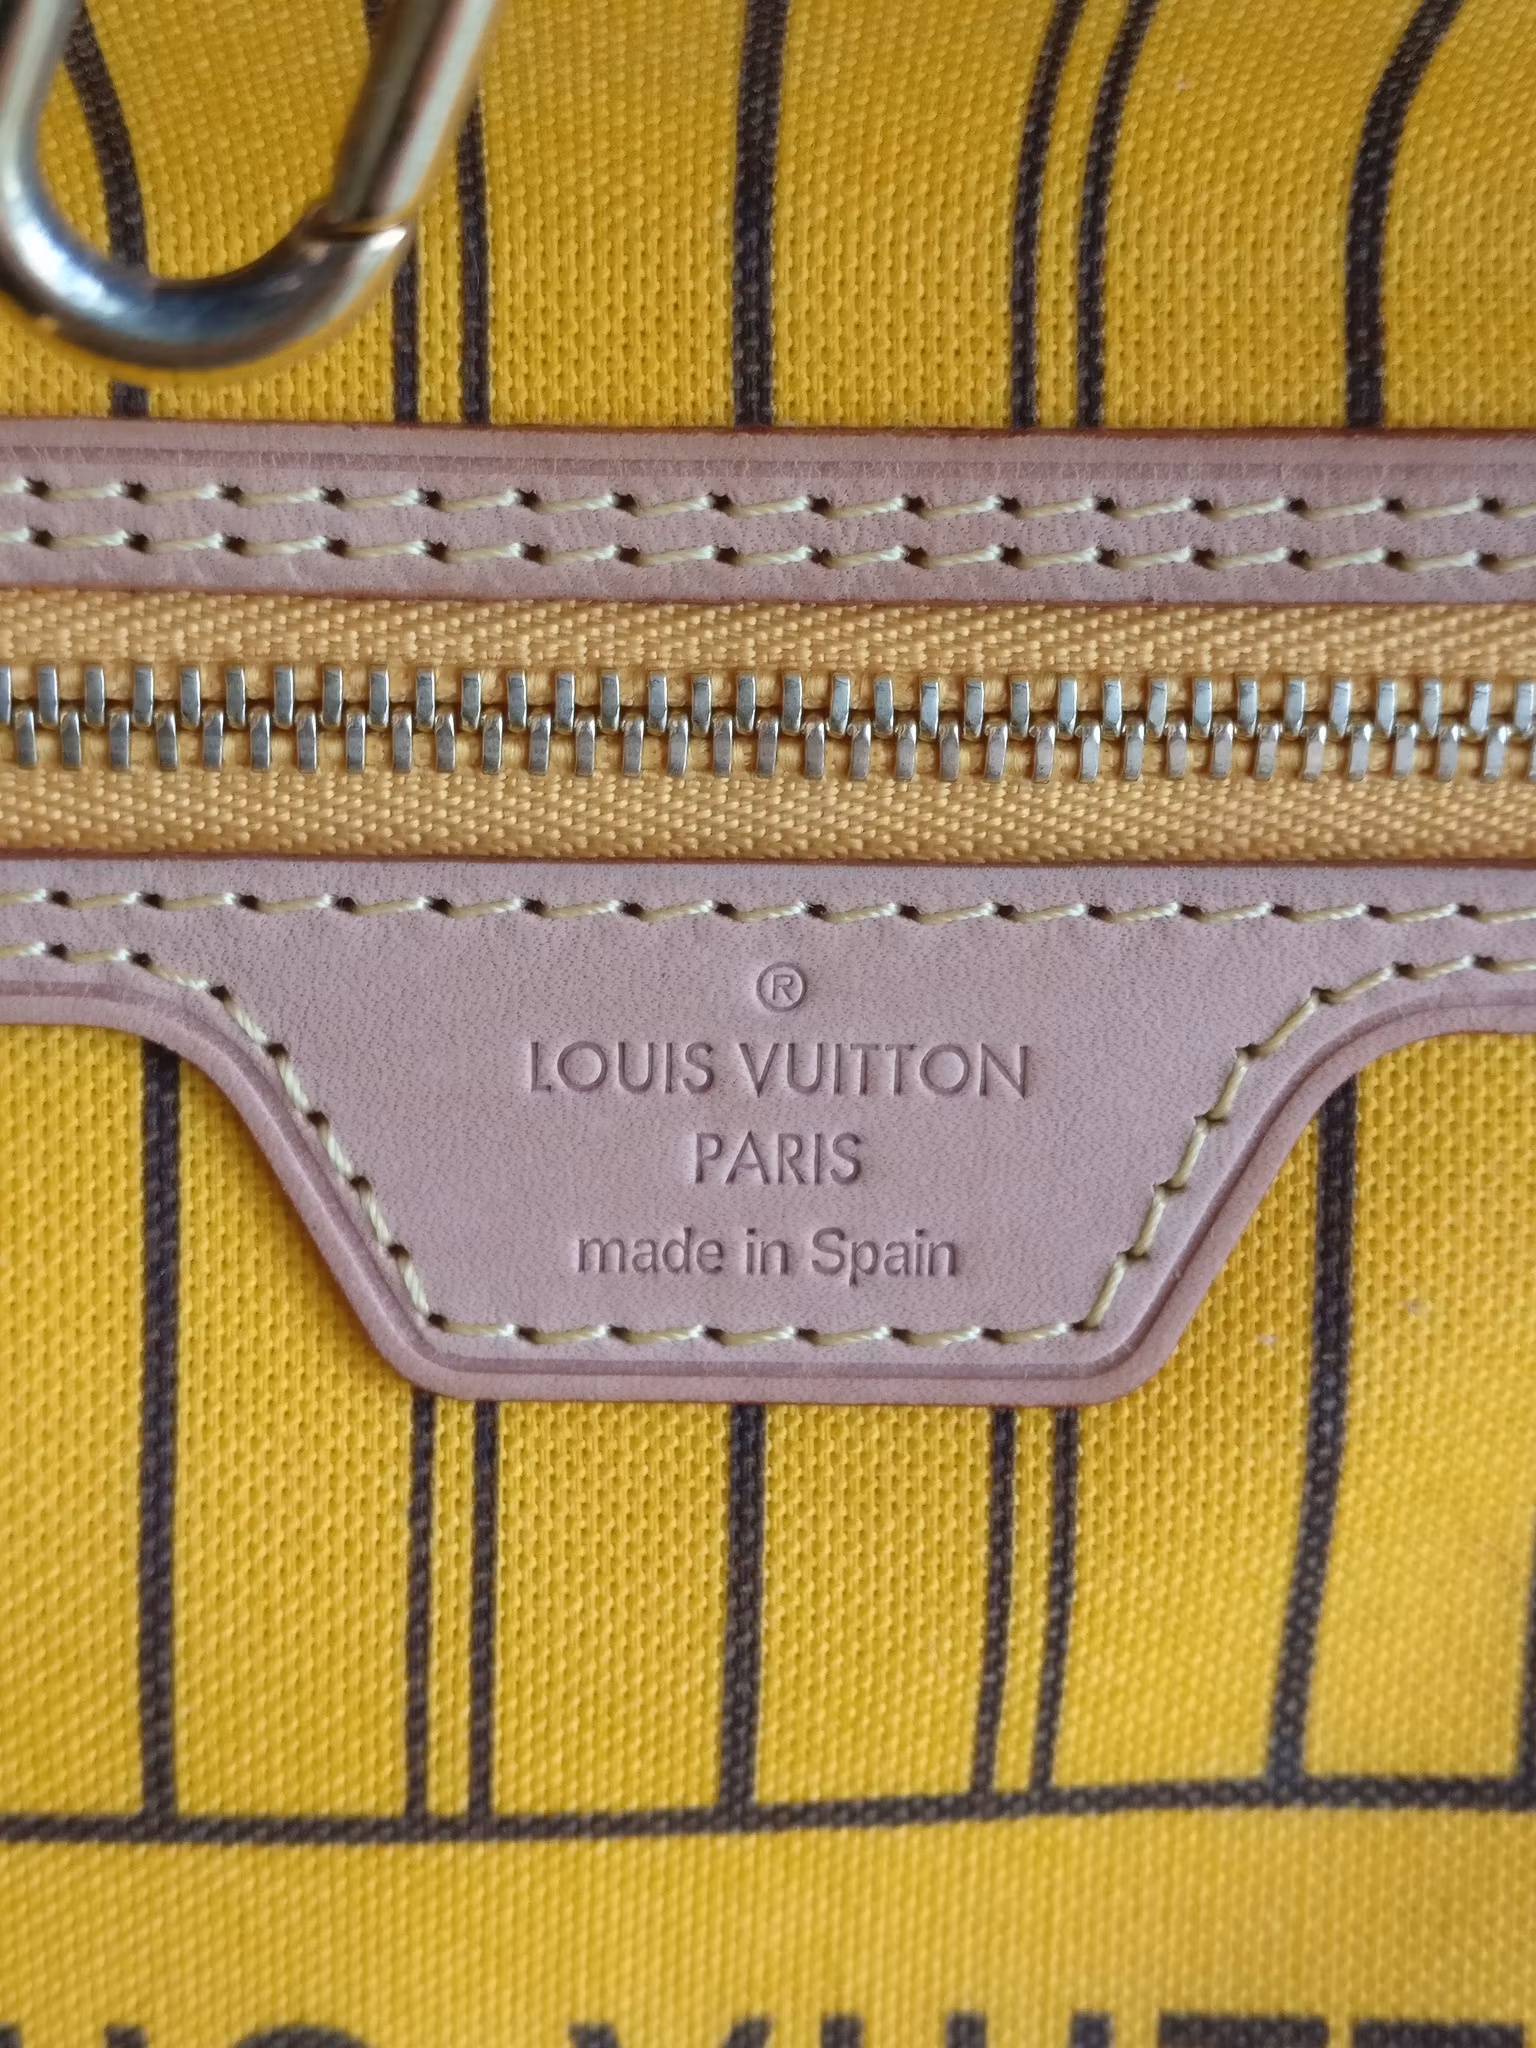 ®
LOUIS VUITTON
PARIS
made in Spain